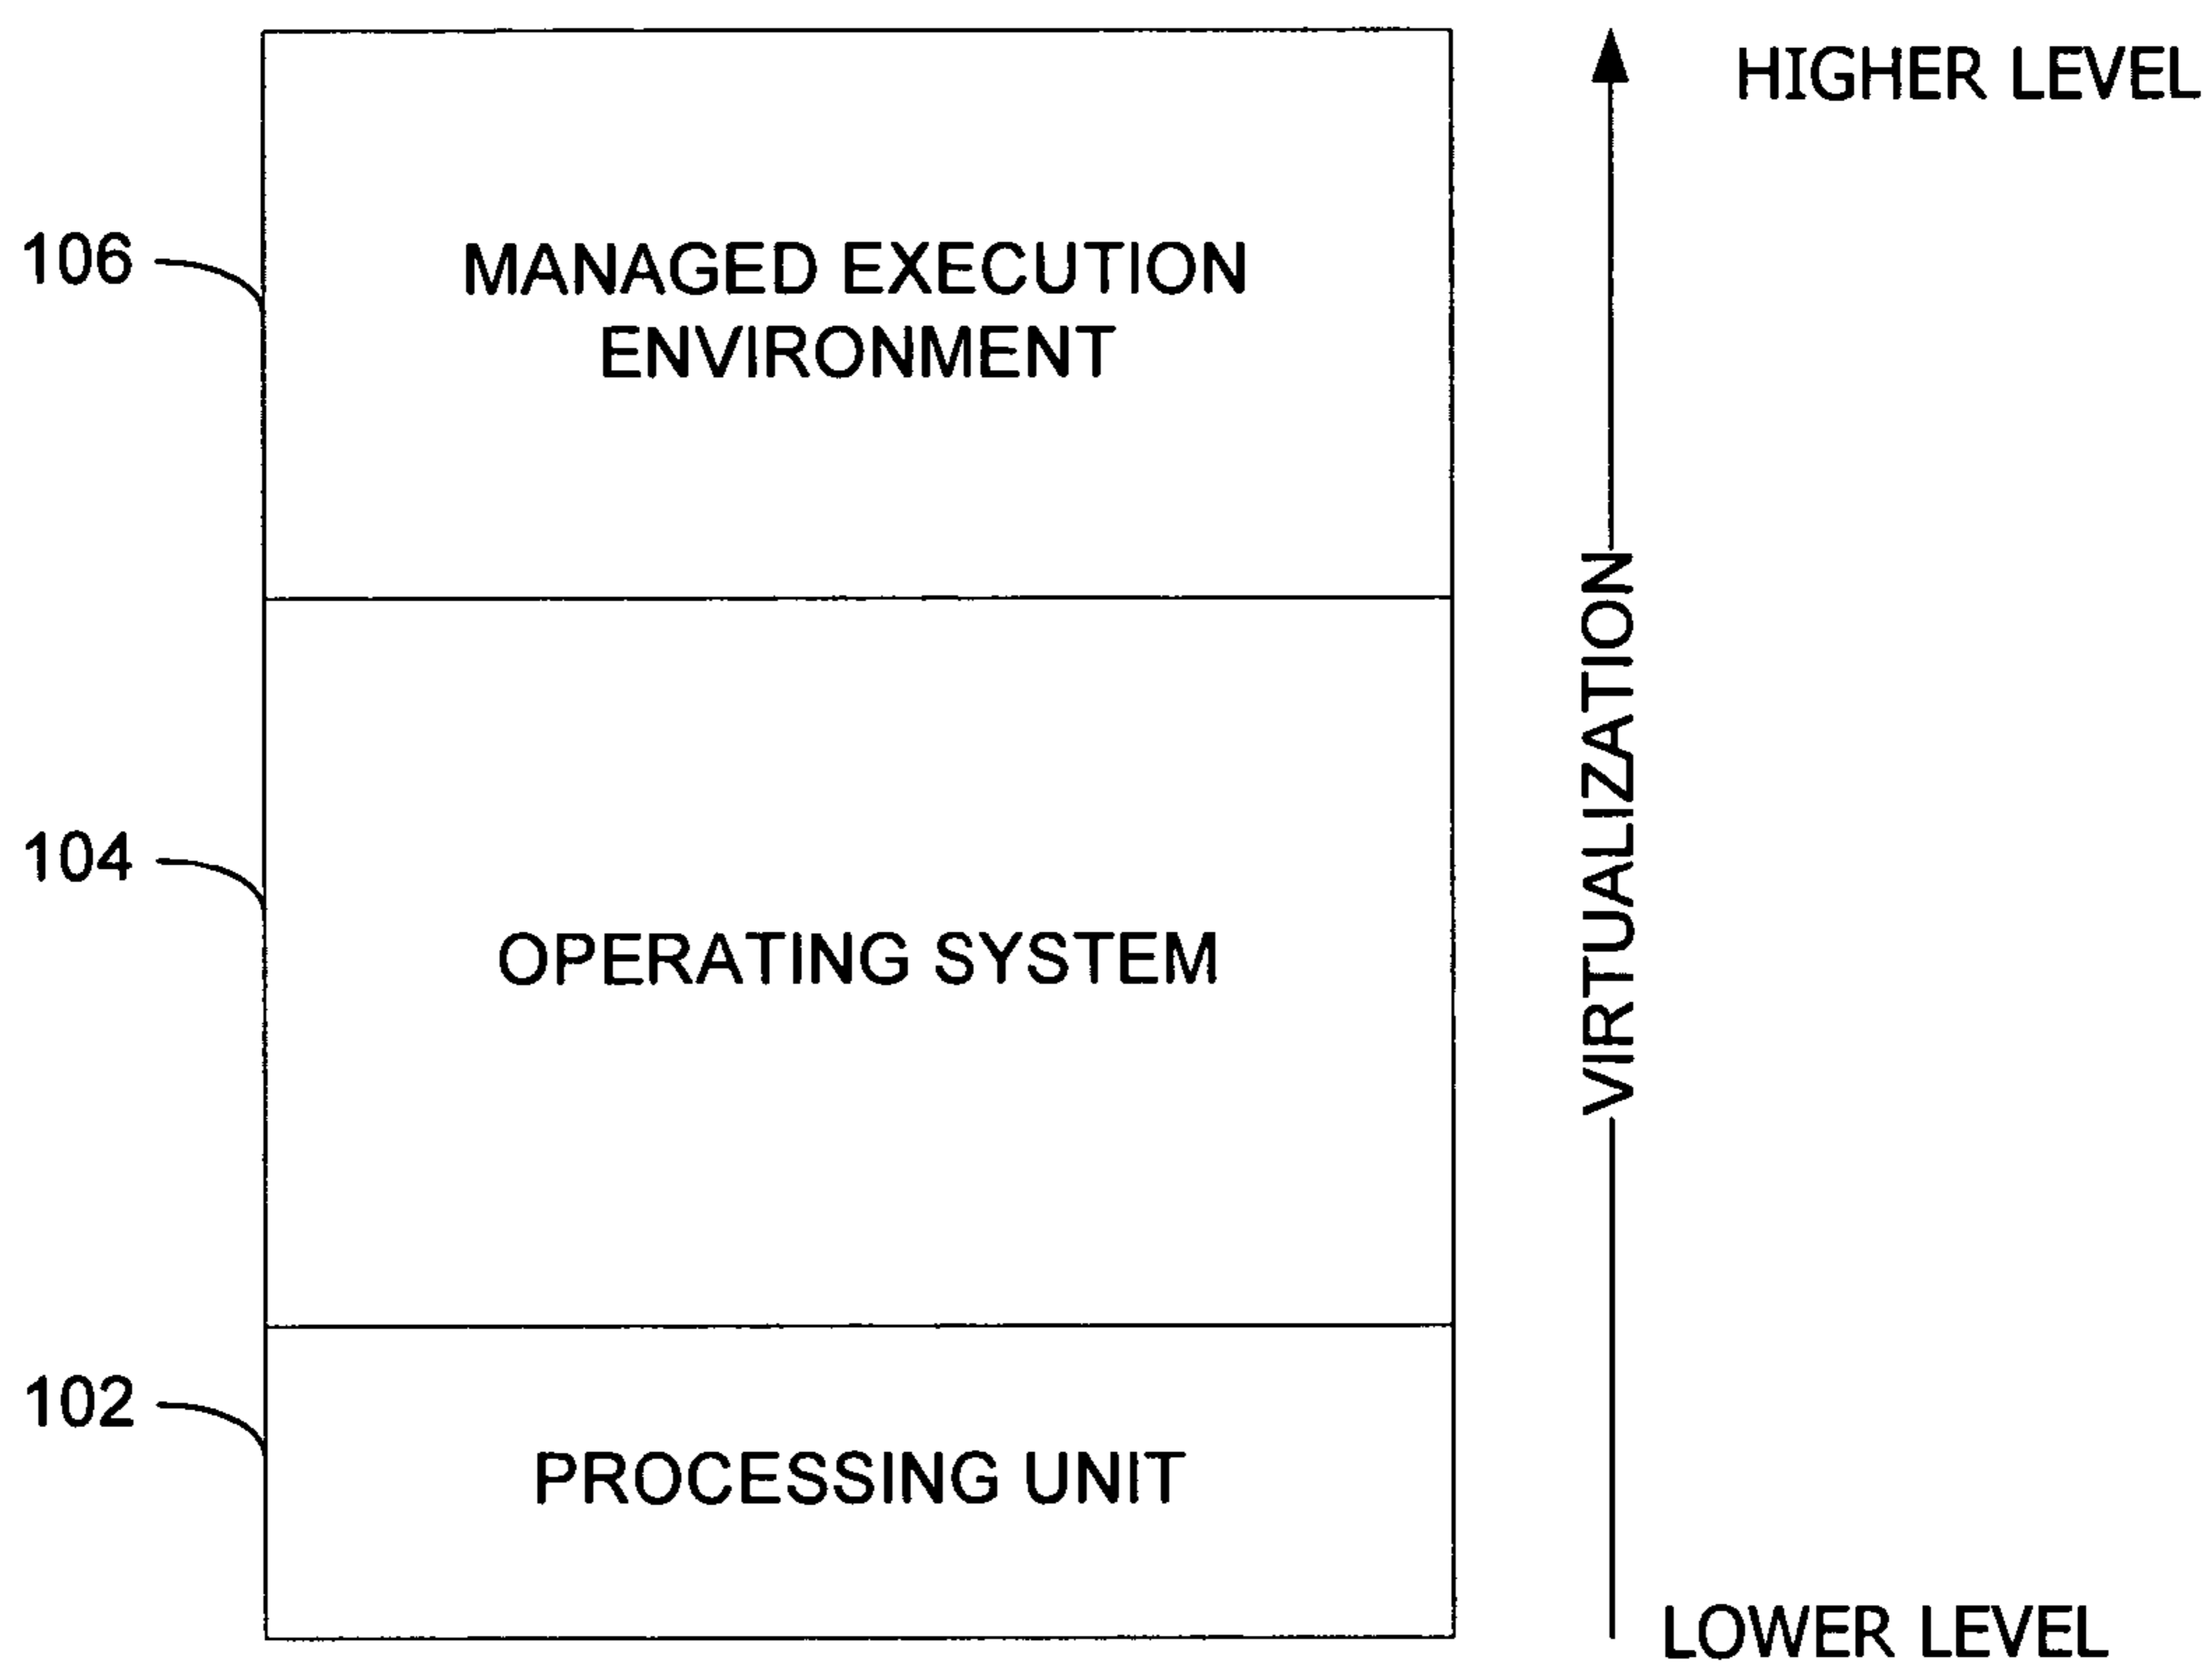 HIGHER LEVEL
106
MANAGED EXECUTION
ENVIRONMENT
VIRTUALIZATION
104
OPERATING SYSTEM
102
PROCESSING UNIT
LOWER LEVEL